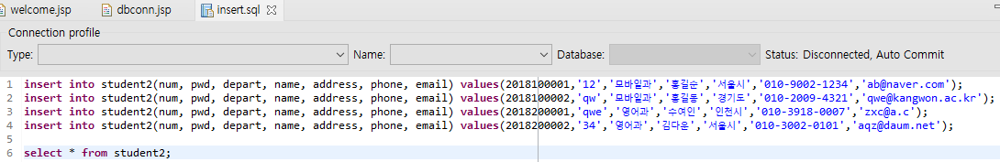 welcome.jsp dbconn.jsp insert.sql
Connection profile
Type: Name: Database: Status: Disconnected, Auto Commit
1 insert into student2(num, pwd, depart, name, address, phone, email) values(2018100001,'12','모바일과','홍길순','서울시','010-9002-1234','ab@naver.com');
2 insert into student2(num, pwd, depart, name, address, phone, email) values(2018100002,'qw','모바일과','홍길동','경기도','010-2009-4321','qwe@kangwon.ac.kr');
3 insert into student2(num, pwd, depart, name, address, phone, email) values(2018200001,'qwe','영어과','수여인','인천시','010-3918-0007','zxc@a.c');
4 insert into student2(num, pwd, depart, name, address, phone, email) values(2018200002,'34','영어과','김다운','서울시','010-3002-0101','aqz@daum.net');
5
6 select * from student2;